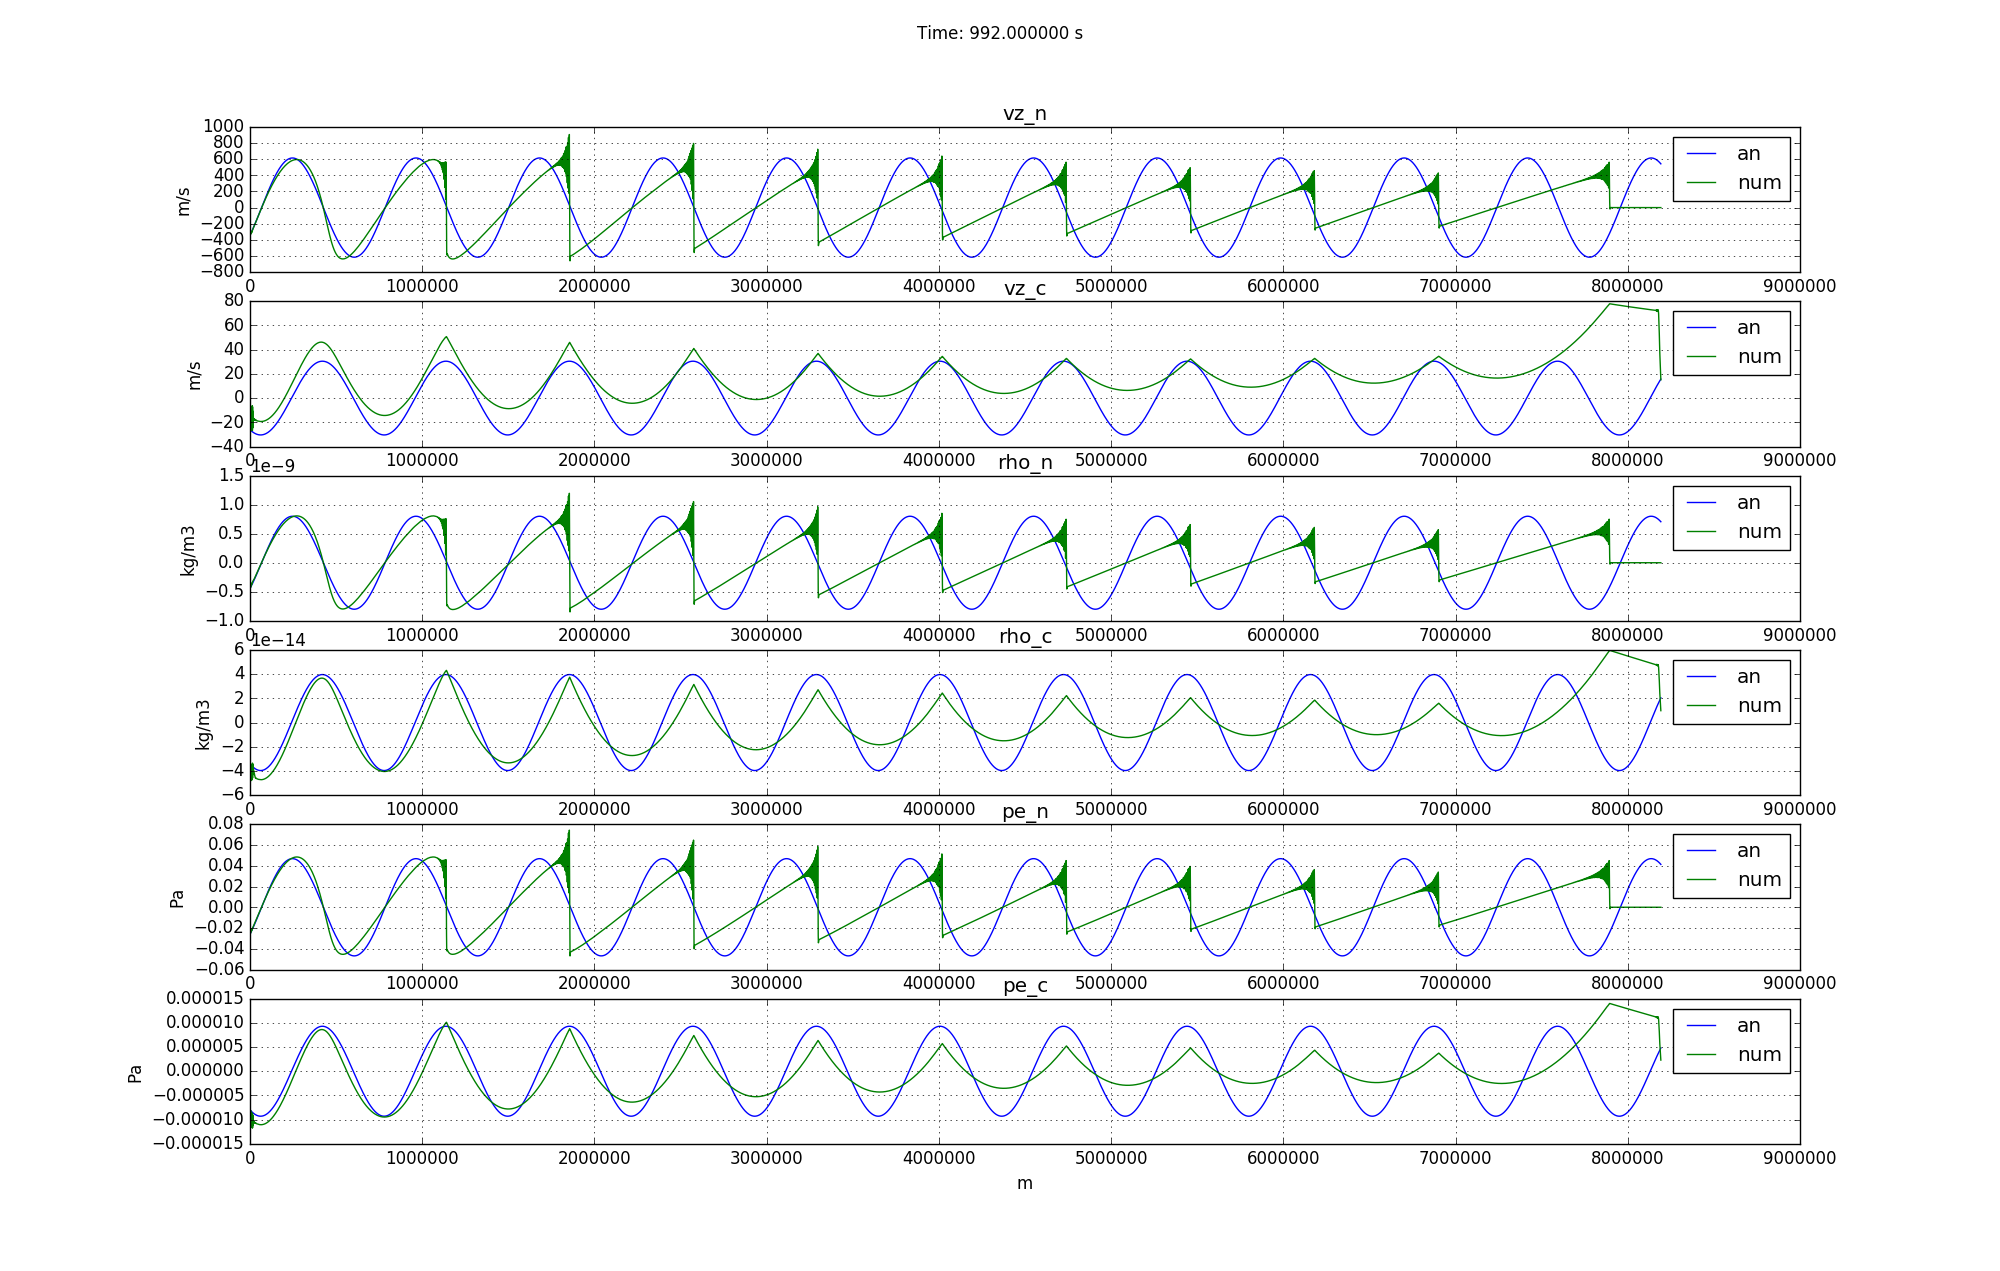 Time: 992.000000 s
vz_n
1000
800
600
400
200
0
−200
−400
−600
−800
m/s
an
num
0 1000000 2000000 3000000 4000000 5000000 6000000 7000000 8000000 9000000
vz_c
80
60
40
20
0
−20
−40
m/s
an
num
0 1000000 2000000 3000000 4000000 5000000 6000000 7000000 8000000 9000000
1e−9
rho_n
1.5
1.0
0.5
0.0
−0.5
−1.0
kg/m3
an
num
0 1000000 2000000 3000000 4000000 5000000 6000000 7000000 8000000 9000000
1e−14
rho_c
6
4
2
0
−2
−4
−6
kg/m3
an
num
0 1000000 2000000 3000000 4000000 5000000 6000000 7000000 8000000 9000000
pe_n
0.08
0.06
0.04
0.02
0.00
−0.02
−0.04
−0.06
Pa
an
num
0 1000000 2000000 3000000 4000000 5000000 6000000 7000000 8000000 9000000
pe_c
0.000015
0.000010
0.000005
0.000000
−0.000005
−0.000010
−0.000015
Pa
an
num
0 1000000 2000000 3000000 4000000 5000000 6000000 7000000 8000000 9000000
m